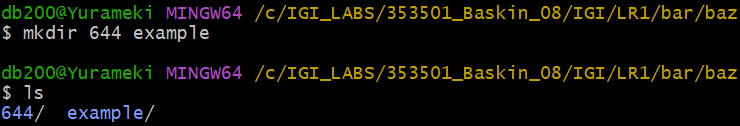 db200@Yurameki MINGW64 /c/IGI_LABS/353501_Baskin_08/IGI/LR1/bar/baz
$ mkdir 644 example
db200@Yurameki MINGW64 /c/IGI_LABS/353501_Baskin_08/IGI/LR1/bar/baz
$ ls
644/  example/